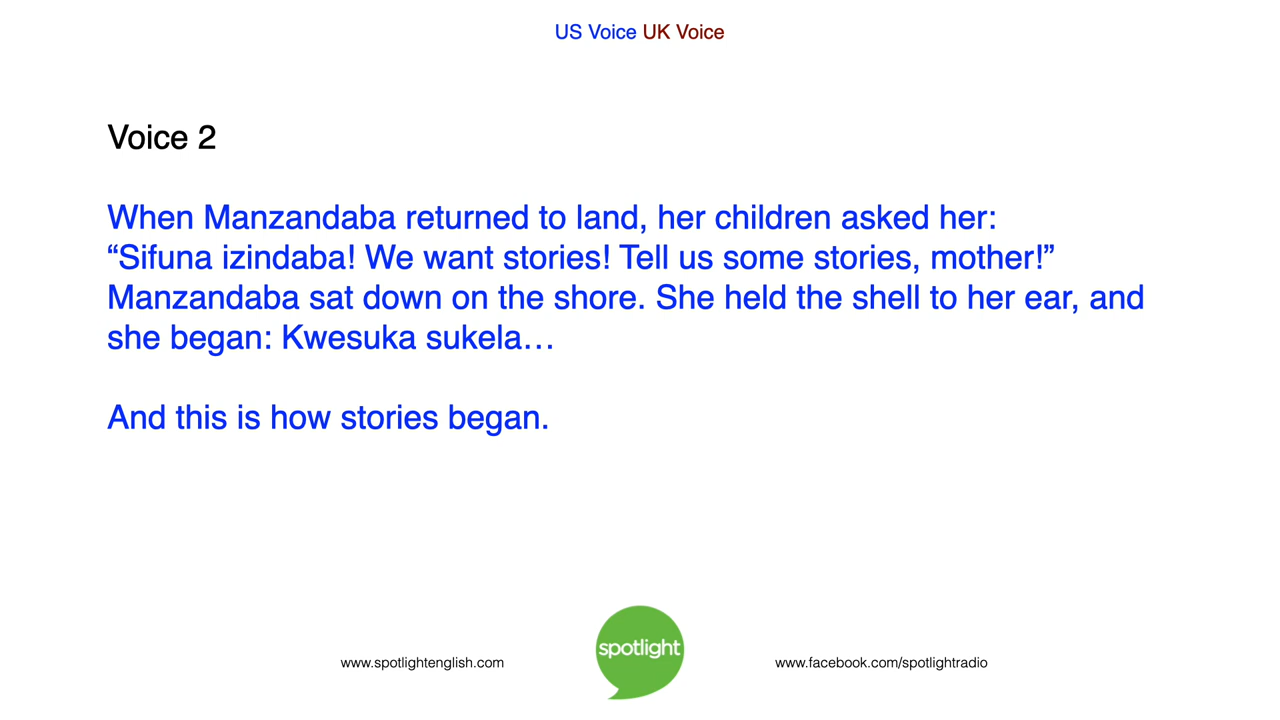 US Voice UK Voice
Voice 2
When Manzandaba returned to land, her children asked her:
“Sifuna izindaba! We want stories! Tell us some stories, mother!”
Manzandaba sat down on the shore. She held the shell to her ear, and
she began: Kwesuka sukela…
And this is how stories began.
spotlight
www.spotlightenglish.com
www.facebook.com/spotlightradio